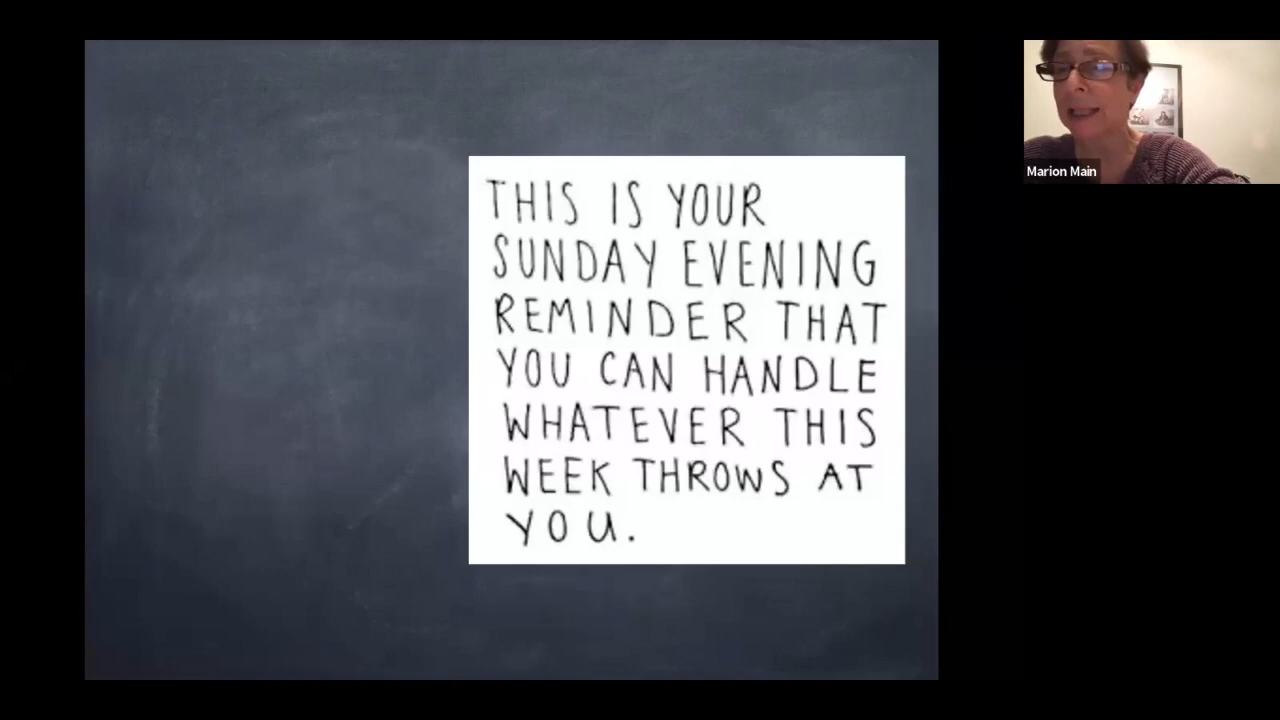 THIS IS YOUR
SUNDAY EVENING
REMINDER THAT
YOU CAN HANDLE
WHATEVER THIS
WEEK THROWS AT
YOU.
Marion Main